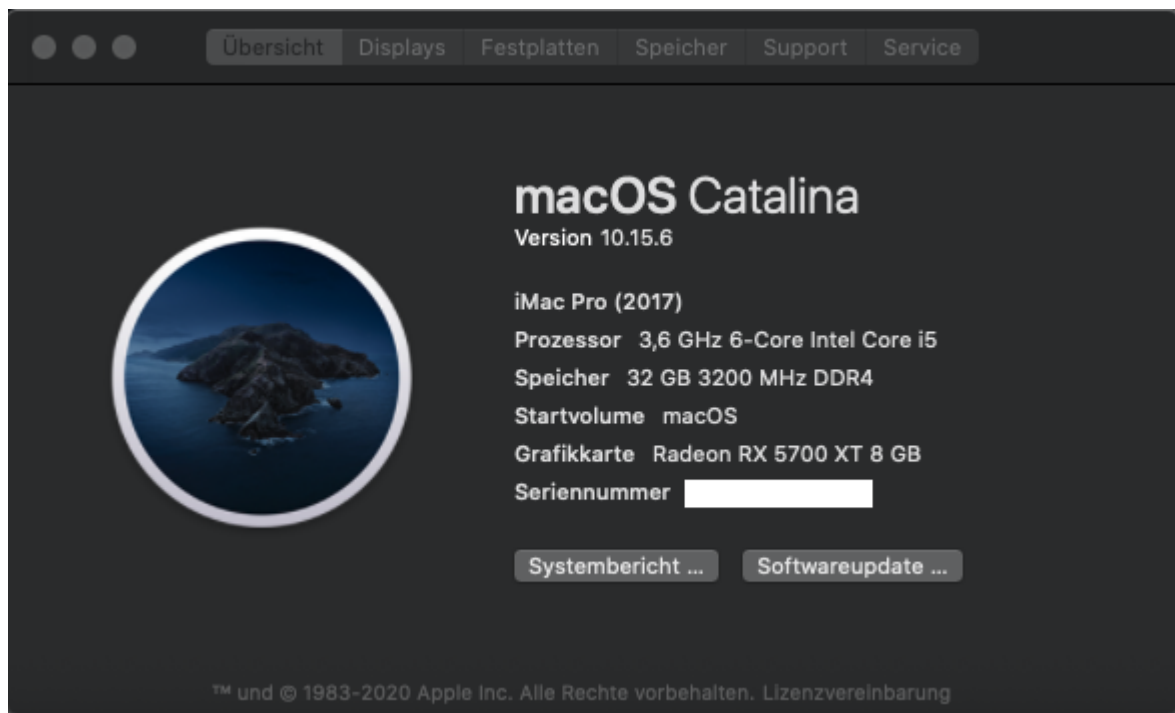 Übersicht Displays Festplatten Speicher Support Service
macOS Catalina
Version 10.15.6
iMac Pro (2017)
Prozessor 3,6 GHz 6-Core Intel Core i5
Speicher 32 GB 3200 MHz DDR4
Startvolume macOS
Grafikkarte Radeon RX 5700 XT 8 GB
Seriennummer
Systembericht ... Softwareupdate ...
™ und © 1983-2020 Apple Inc. Alle Rechte vorbehalten. Lizenzvereinbarung